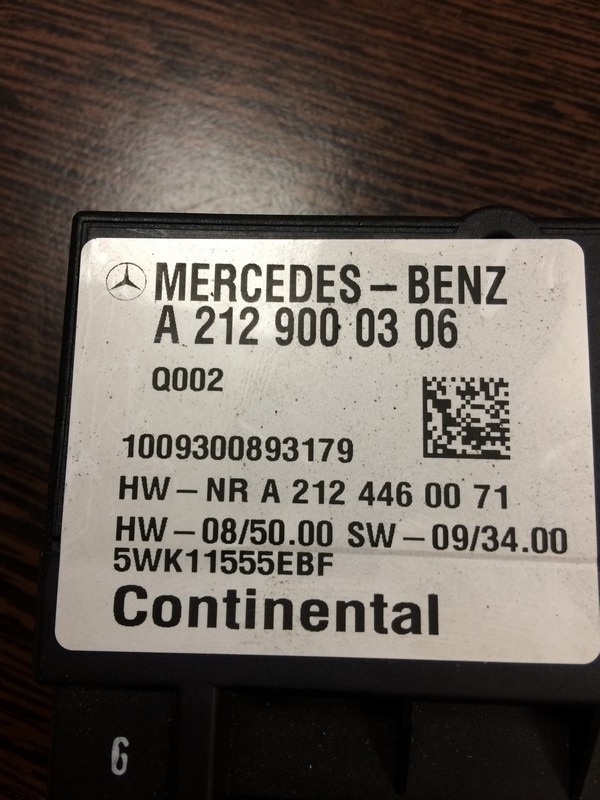 MERCEDES-BENZ
A 212 900 03 06
Q002
1009300893179
HW-NR A 212 446 00 71
HW-08/50.00 SW-09/34.00
5WK11555EBF
Continental
6